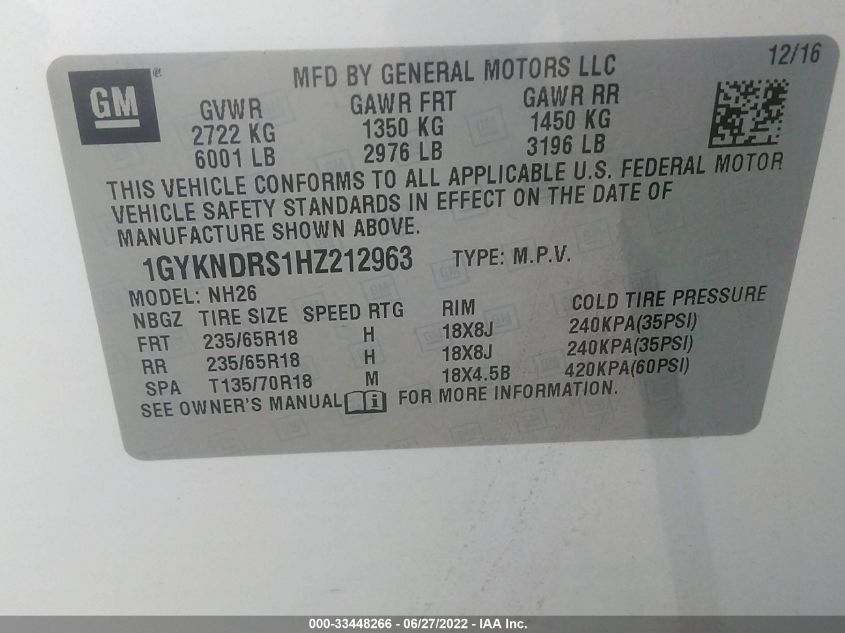 12/16
GM ®
MFD BY GENERAL MOTORS LLC
GVWR GAWR FRT GAWR RR
2722 KG 1350 KG 1450 KG
6001 LB 2976 LB 3196 LB
THIS VEHICLE CONFORMS TO ALL APPLICABLE U.S. FEDERAL MOTOR
VEHICLE SAFETY STANDARDS IN EFFECT ON THE DATE OF
MANUFACTURE SHOWN ABOVE.
1GYKNDRS1HZ212963 TYPE: M.P.V.
MODEL: NH26
NBGZ TIRE SIZE SPEED RTG RIM COLD TIRE PRESSURE
FRT 235/65R18 H 18X8J 240KPA(35PSI)
RR 235/65R18 H 18X8J 240KPA(35PSI)
SPA T135/70R18 M 18X4.5B 420KPA(60PSI)
SEE OWNER'S MANUAL i FOR MORE INFORMATION.
000-33448266 - 06/27/2022 - IAA Inc.